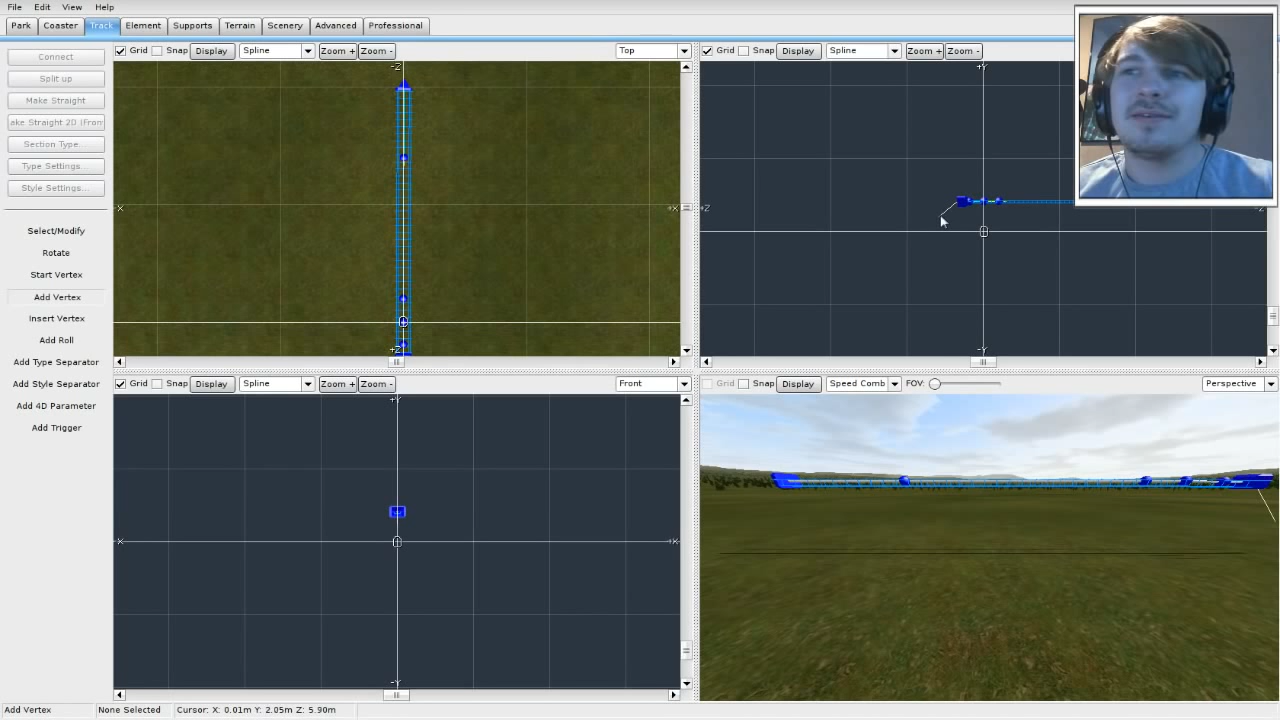 File Edit View Help
Park Coaster Track Element Supports Terrain Scenery Advanced Professional
Connect
Split up
Make Straight
ake Straight 2D (Fron
Section Type...
Type Settings...
Style Settings...
Select/Modify
Rotate
Start Vertex
Add Vertex
Insert Vertex
Add Roll
Add Type Separator
Add Style Separator
Add 4D Parameter
Add Trigger
Grid Snap Display Spline Zoom + Zoom - Top
-Z
-X +X
+Z
Grid Snap Display Spline Zoom + Zoom -
+Y
+Z -Z
-Y
Grid Snap Display Spline Zoom + Zoom - Front
+Y
-X +X
-Y
Grid Snap Display Speed Comb FOV: Perspective
Add Vertex None Selected Cursor: X: 0.01m Y: 2.05m Z: 5.90m